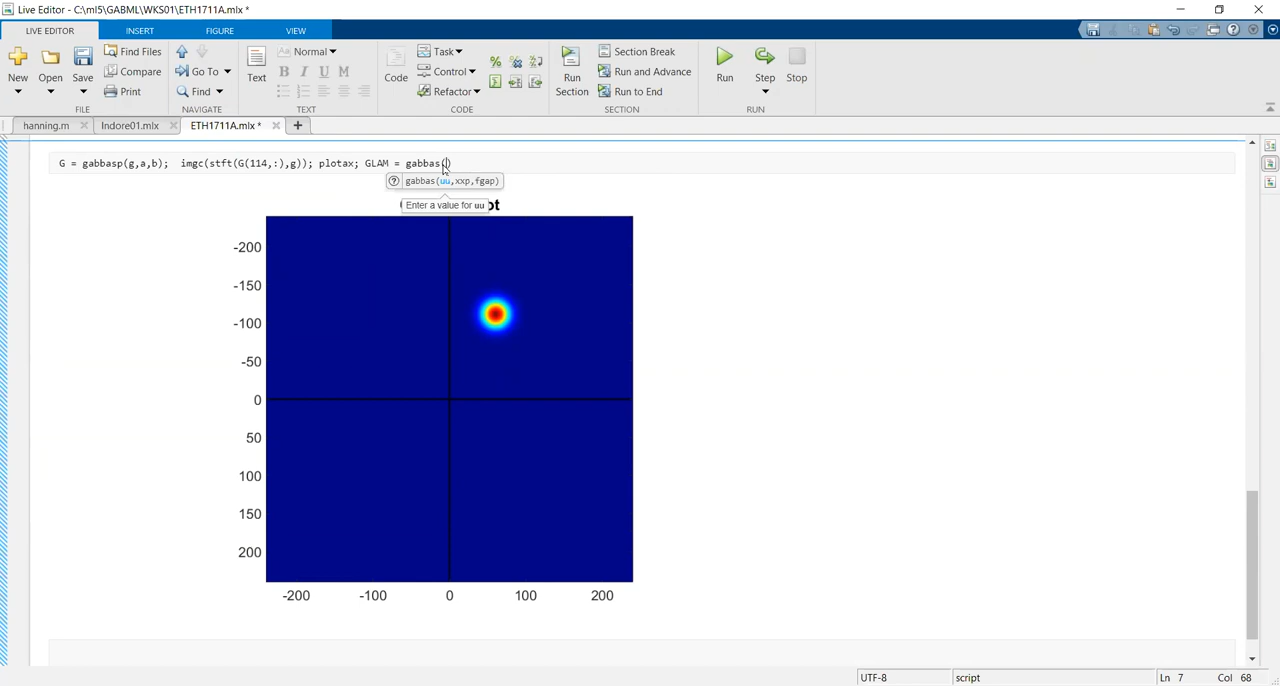 Live Editor - C:\ml5\GABML\WKS01\ETH1711A.mlx *
LIVE EDITOR INSERT FIGURE VIEW
New Open Save Find Files Compare Print Go To Find Text Normal B I U M Code Task Control Refactor Run Section Section Break Run and Advance Run to End Run Step Stop
FILE NAVIGATE TEXT CODE SECTION RUN
hanning.m Indore01.mlx ETH1711A.mlx * +
G = gabbasp(g,a,b); imgc(stft(G(114,:),g)); plotax; GLAM = gabbas()
gabbas(uu,xxp,fgap)
Enter a value for uu
-200
-150
-100
-50
0
50
100
150
200
-200 -100 0 100 200
UTF-8 script Ln 7 Col 68